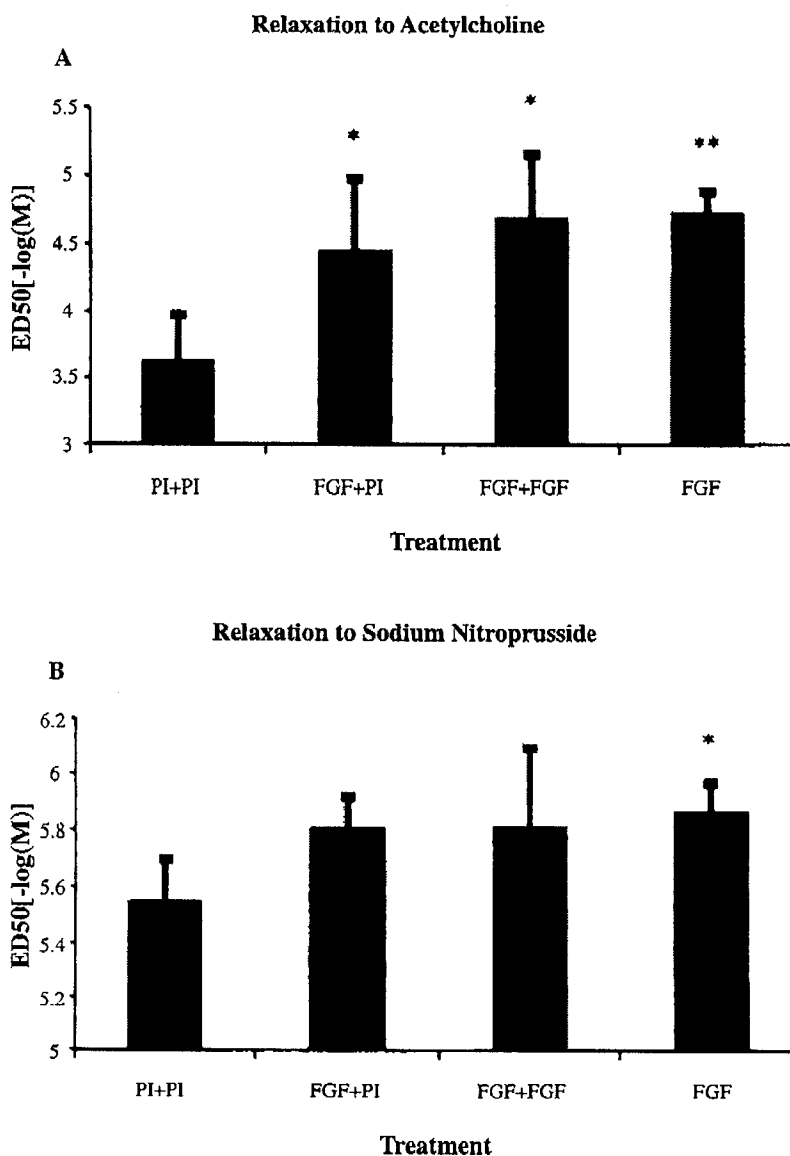 Relaxation to Acetylcholine
A
ED50[-log(M)]
5.5
5
4.5
4
3.5
3
*
*
**
PI+PI FGF+PI FGF+FGF FGF
Treatment
Relaxation to Sodium Nitroprusside
B
ED50[-log(M)]
6.2
6
5.8
5.6
5.4
5.2
5
*
PI+PI FGF+PI FGF+FGF FGF
Treatment